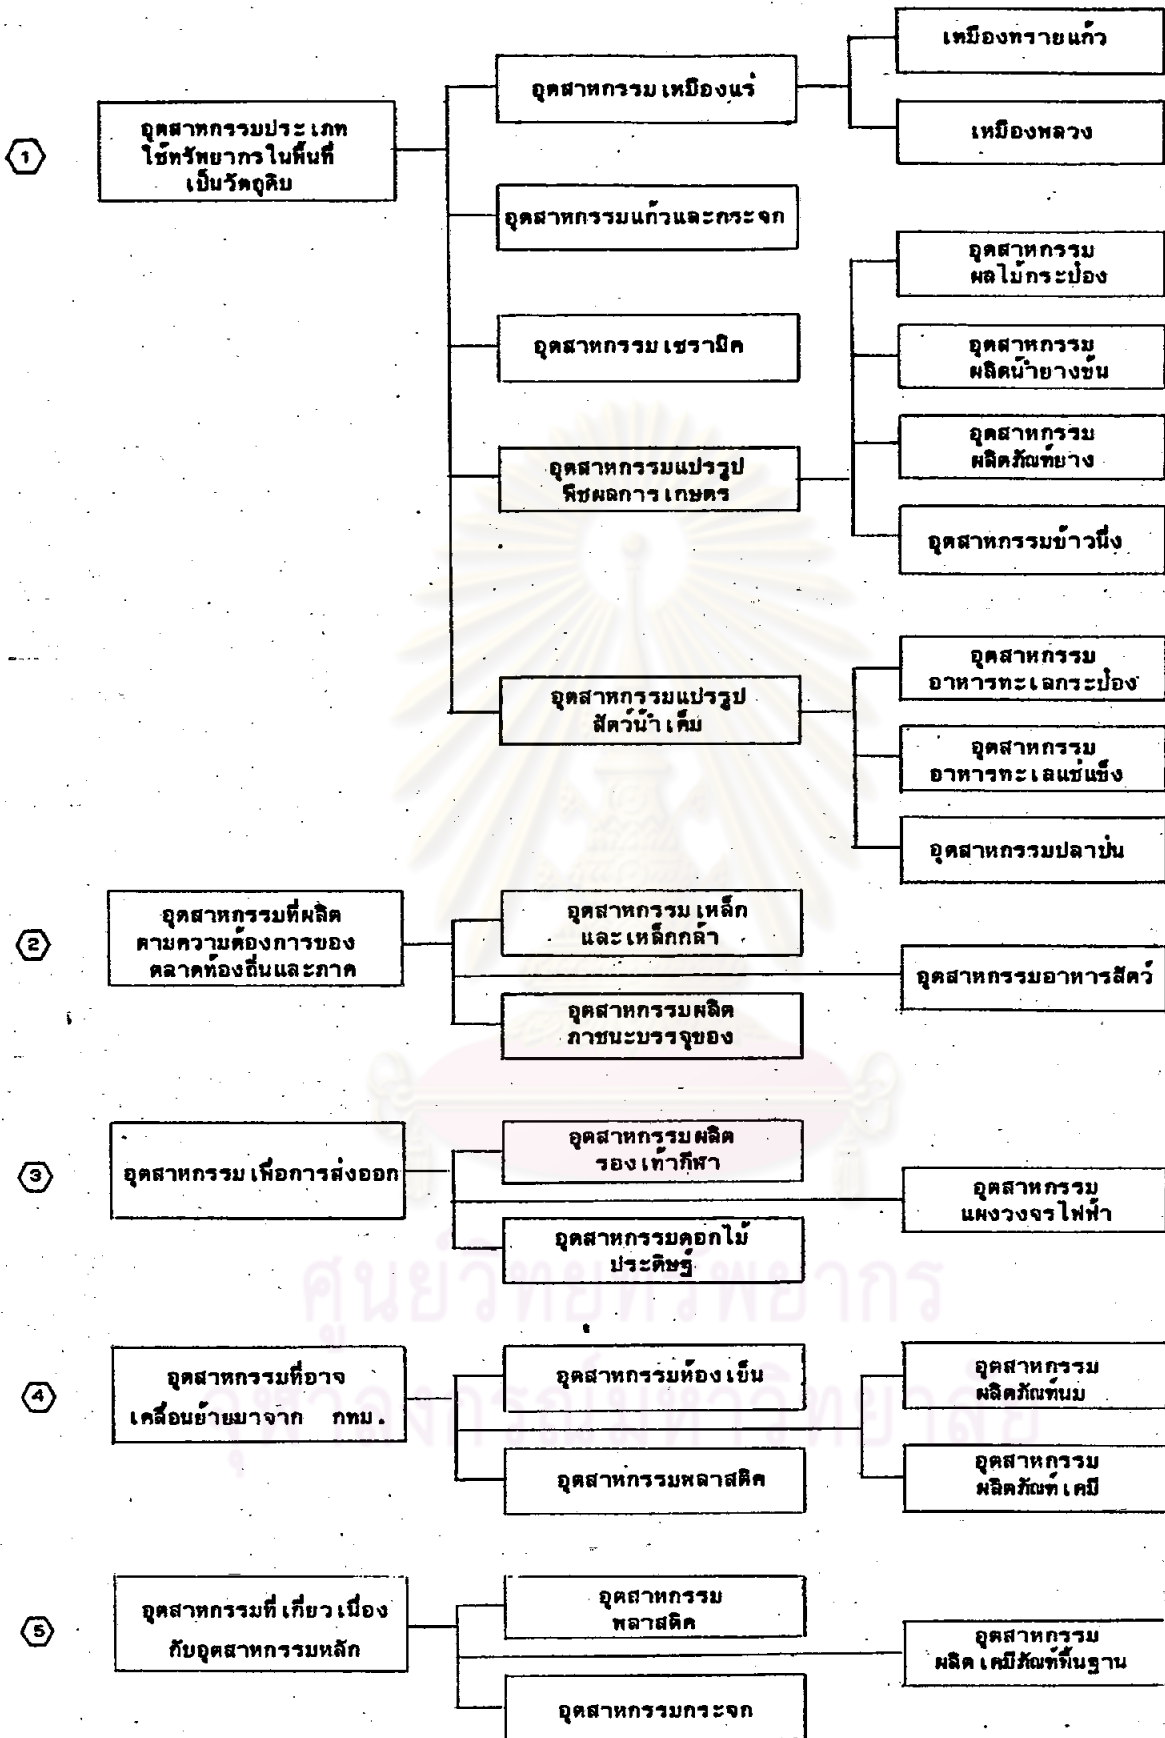 1
อุตสาหกรรมประเภท
ใช้ทรัพยากรในพื้นที่
เป็นวัตถุดิบ
อุตสาหกรรมเหมืองแร่
เหมืองทรายแก้ว
เหมืองพลวง
อุตสาหกรรมแก้วและกระจก
อุตสาหกรรมเซรามิค
อุตสาหกรรมแปรรูป
พืชผลการเกษตร
อุตสาหกรรม
ผลไม้กระป๋อง
อุตสาหกรรม
ผลิตน้ำยางข้น
อุตสาหกรรม
ผลิตภัณฑ์ยาง
อุตสาหกรรมข้าวนึ่ง
อุตสาหกรรมแปรรูป
สัตว์น้ำเค็ม
อุตสาหกรรม
อาหารทะเลกระป๋อง
อุตสาหกรรม
อาหารทะเลแช่แข็ง
อุตสาหกรรมปลาป่น
2
อุตสาหกรรมที่ผลิต
ตามความต้องการของ
ตลาดท้องถิ่นและภาค
อุตสาหกรรมเหล็ก
และเหล็กกล้า
อุตสาหกรรมอาหารสัตว์
อุตสาหกรรมผลิต
ภาชนะบรรจุของ
3
อุตสาหกรรมเพื่อการส่งออก
อุตสาหกรรมผลิต
รองเท้ากีฬา
อุตสาหกรรม
แผงวงจรไฟฟ้า
อุตสาหกรรมดอกไม้
ประดิษฐ์
4
อุตสาหกรรมที่อาจ
เคลื่อนย้ายมาจาก กทม.
อุตสาหกรรมห้องเย็น
อุตสาหกรรม
ผลิตภัณฑ์นม
อุตสาหกรรมพลาสติค
อุตสาหกรรม
ผลิตภัณฑ์เคมี
5
อุตสาหกรรมที่เกี่ยวเนื่อง
กับอุตสาหกรรมหลัก
อุตสาหกรรม
พลาสติค
อุตสาหกรรม
ผลิตเคมีภัณฑ์พื้นฐาน
อุตสาหกรรมกระจก
ศูนย์วิทยทรัพยากร
จุฬาลงกรณ์มหาวิทยาลัย